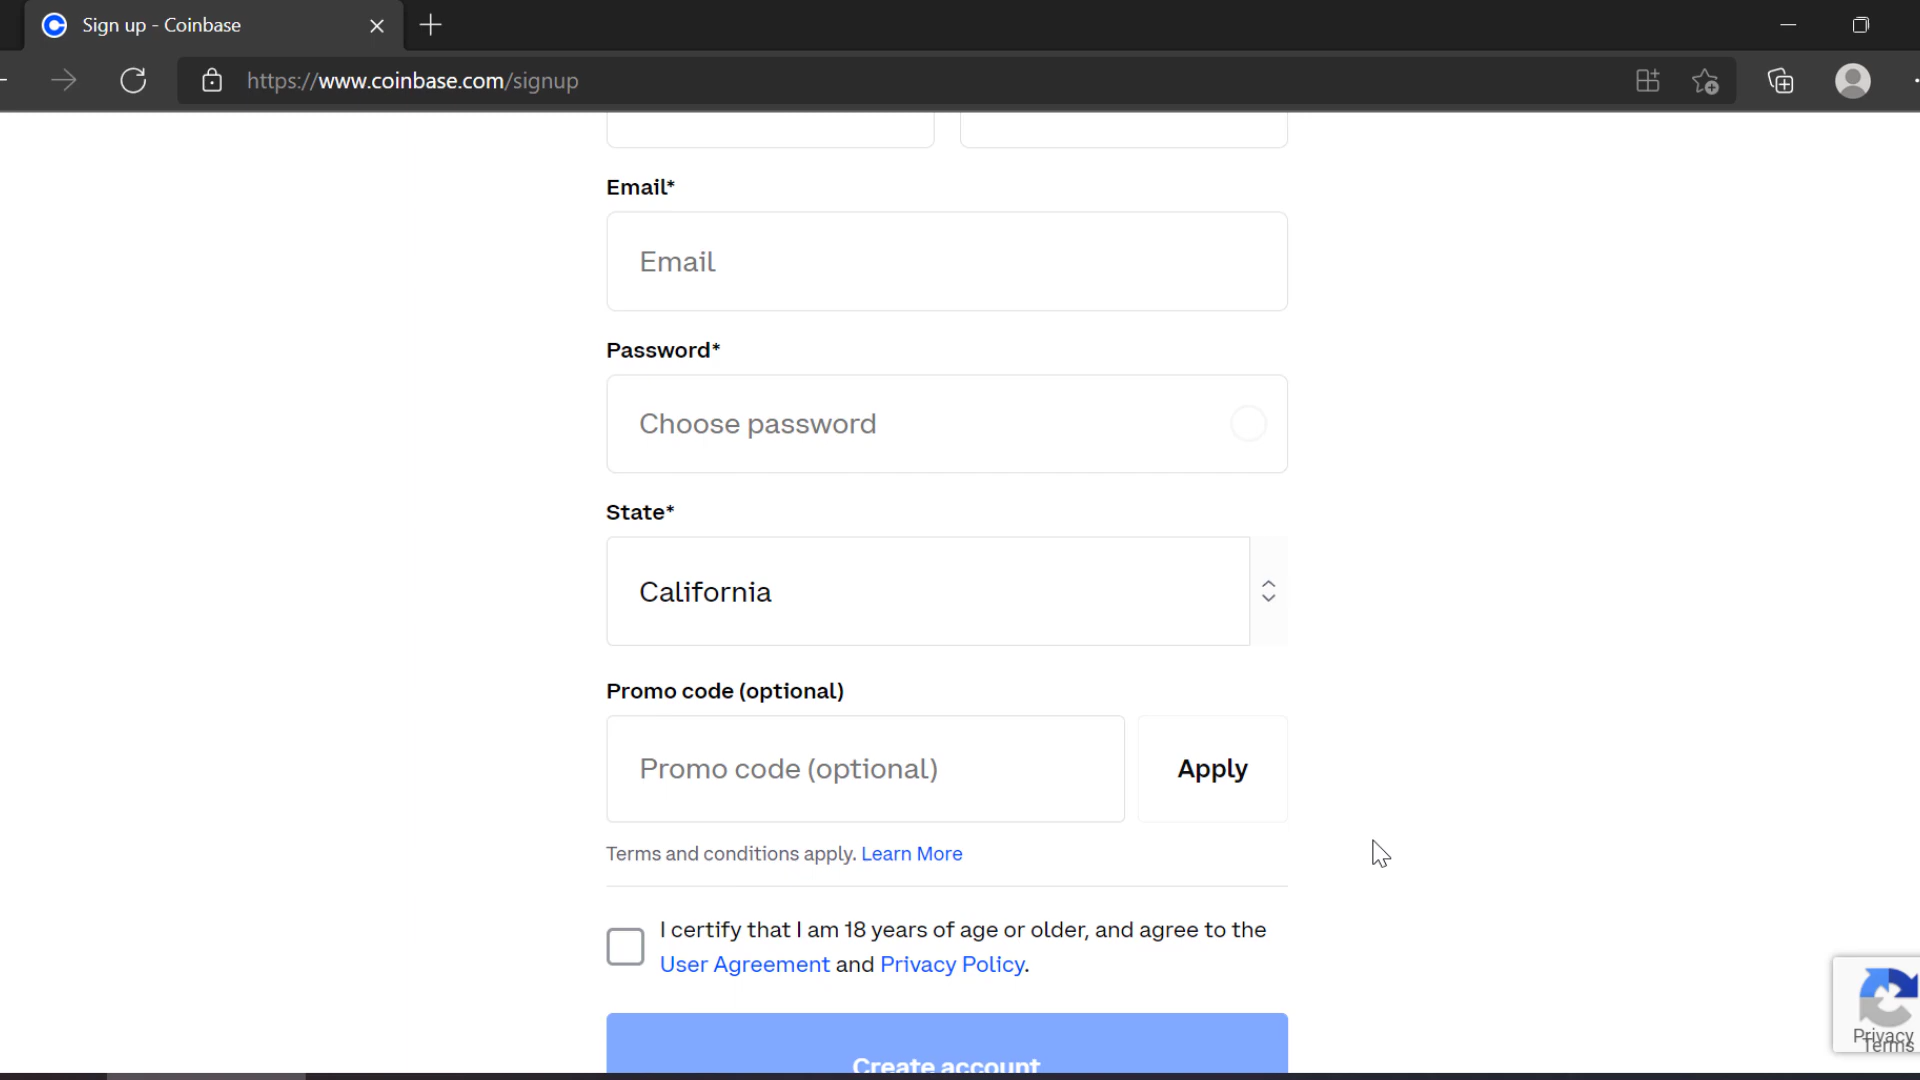 Sign up - Coinbase
https://www.coinbase.com/signup
Email*
Email
Password*
Choose password
State*
California
Promo code (optional)
Promo code (optional)
Apply
Terms and conditions apply. Learn More
I certify that I am 18 years of age or older, and agree to the
User Agreement and Privacy Policy.
Create account
Privacy
Terms